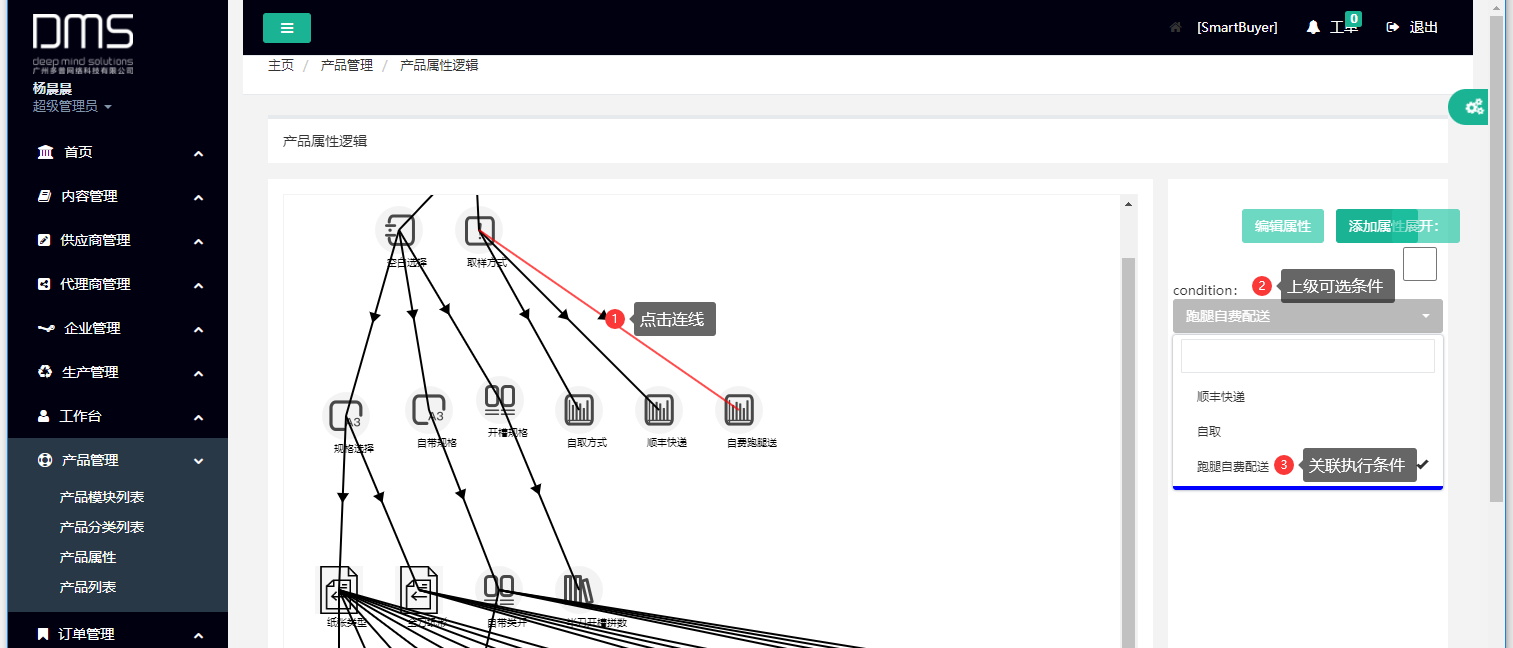 DMS
deep mind solutions
广州多普网络科技有限公司
杨晨晨
超级管理员
首页
内容管理
供应商管理
代理商管理
企业管理
生产管理
工作台
产品管理
产品模块列表
产品分类列表
产品属性
产品列表
订单管理
[SmartBuyer]
工单
0
退出
主页 / 产品管理 / 产品属性逻辑
产品属性逻辑
空白选择
取样方式
1
点击连线
A3
规格选择
A3
自带规格
开槽规格
自取方式
顺丰快递
自费跑腿送
纸张类型
自带类开
半刀开槽拼数
编辑属性
添加属性展开：
condition：
2
上级可选条件
跑腿自费配送
顺丰快递
自取
跑腿自费配送
3
关联执行条件